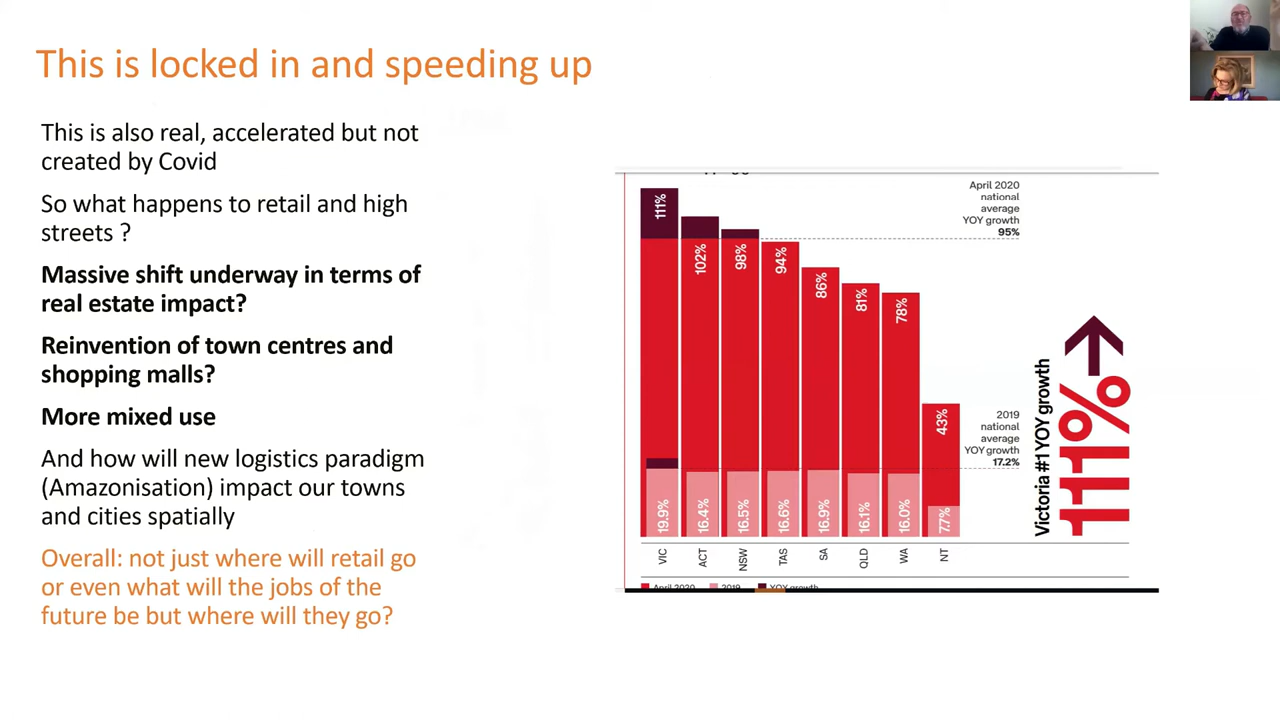 This is locked in and speeding up
This is also real, accelerated but not
created by Covid
So what happens to retail and high
streets ?
Massive shift underway in terms of
real estate impact?
Reinvention of town centres and
shopping malls?
More mixed use
And how will new logistics paradigm
(Amazonisation) impact our towns
and cities spatially
Overall: not just where will retail go
or even what will the jobs of the
future be but where will they go?
April 2020
national
average
YOY growth
95%
111%
102%
98%
94%
86%
81%
78%
43%
2019
national
average
YOY growth
17.2%
19.9%
16.4%
16.5%
16.6%
16.9%
16.1%
16.0%
7.7%
VIC
ACT
NSW
TAS
SA
QLD
WA
NT
Victoria #1 YOY growth
111%
April 2020
2019
YOY growth